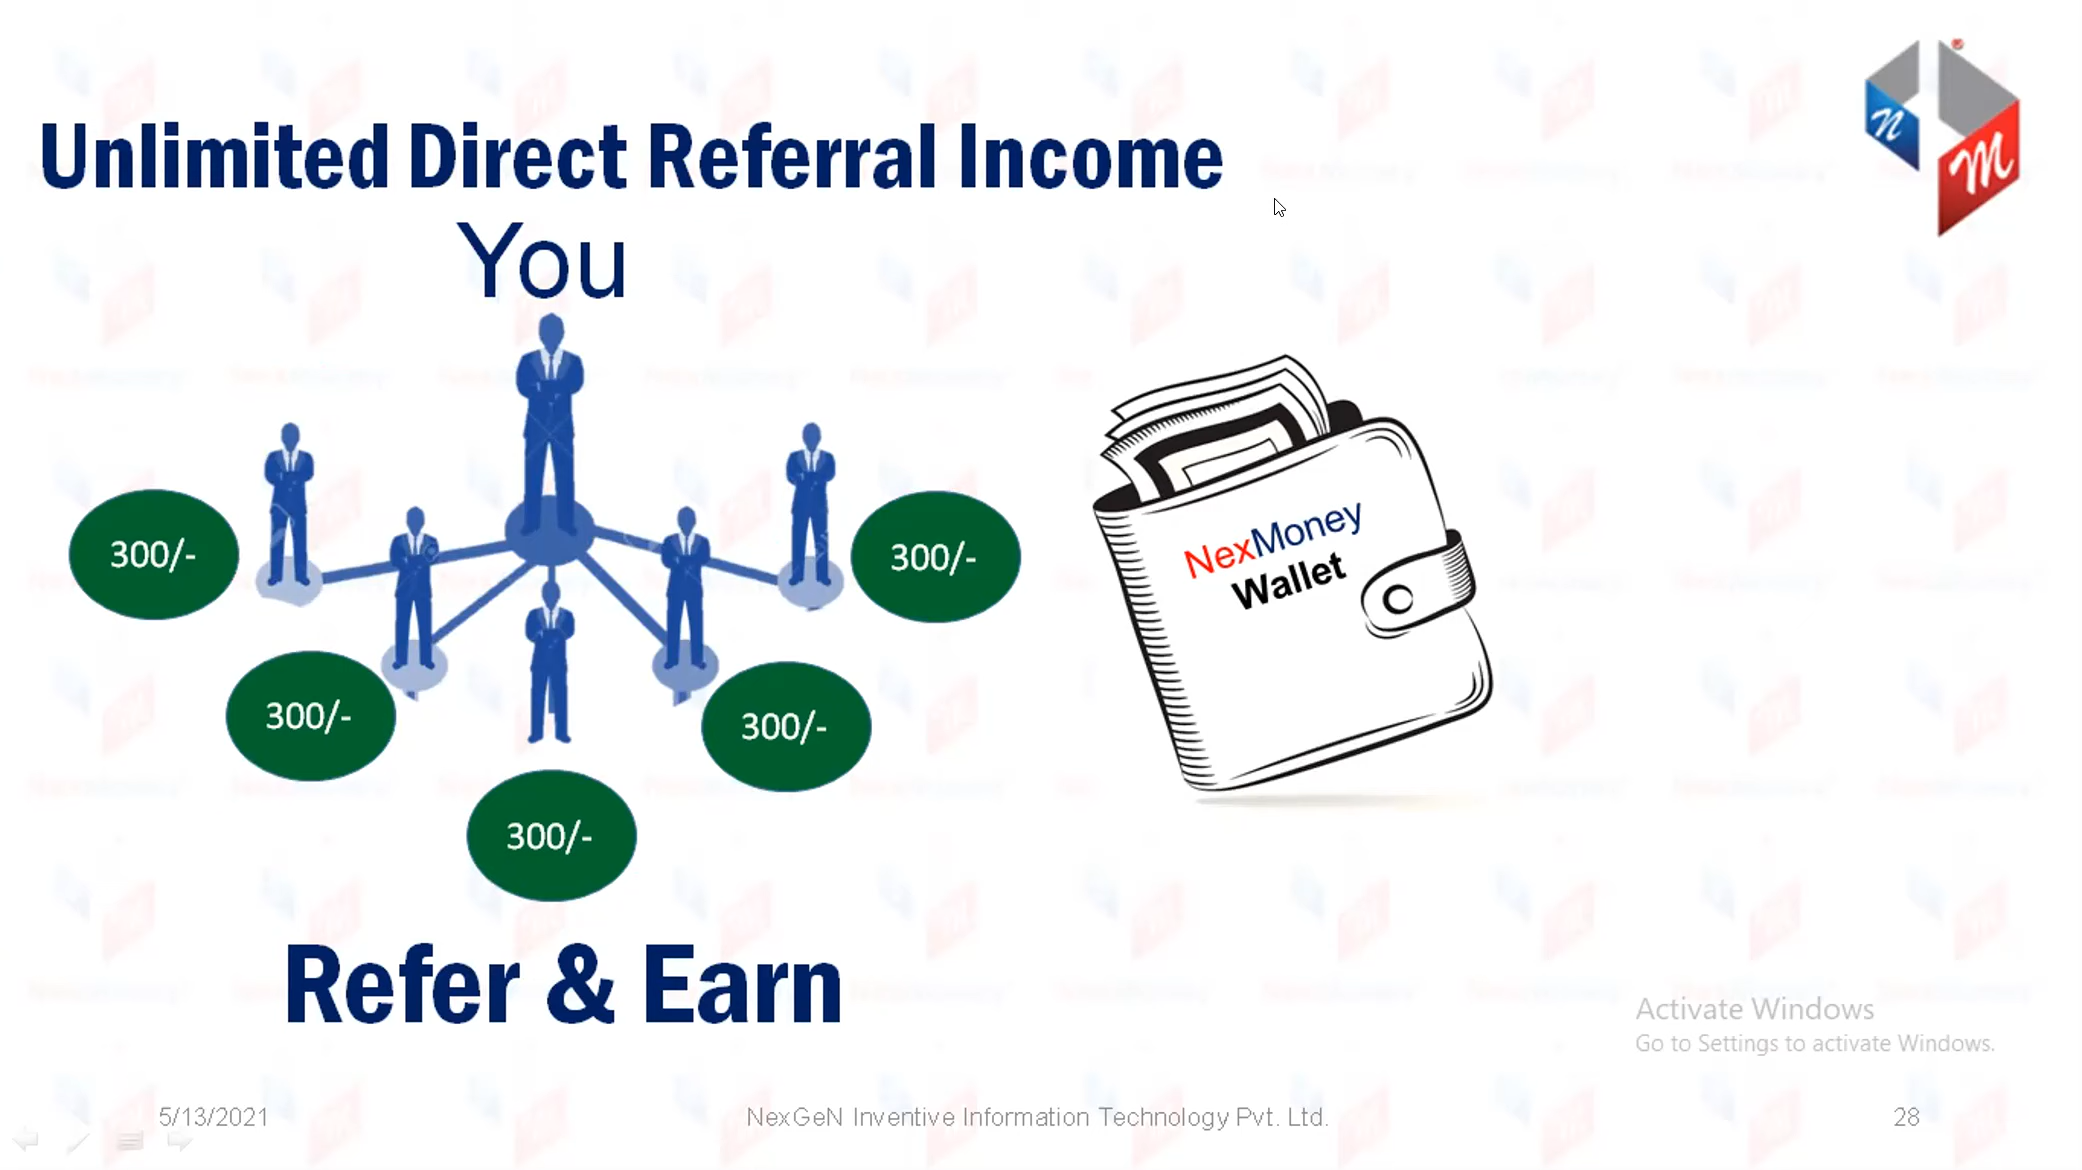 Unlimited Direct Referral Income
You
300/-
300/-
300/-
300/-
300/-
NexMoney
Wallet
Refer & Earn
n
M
Activate Windows
Go to Settings to activate Windows.
5/13/2021
NexGeN Inventive Information Technology Pvt. Ltd.
28